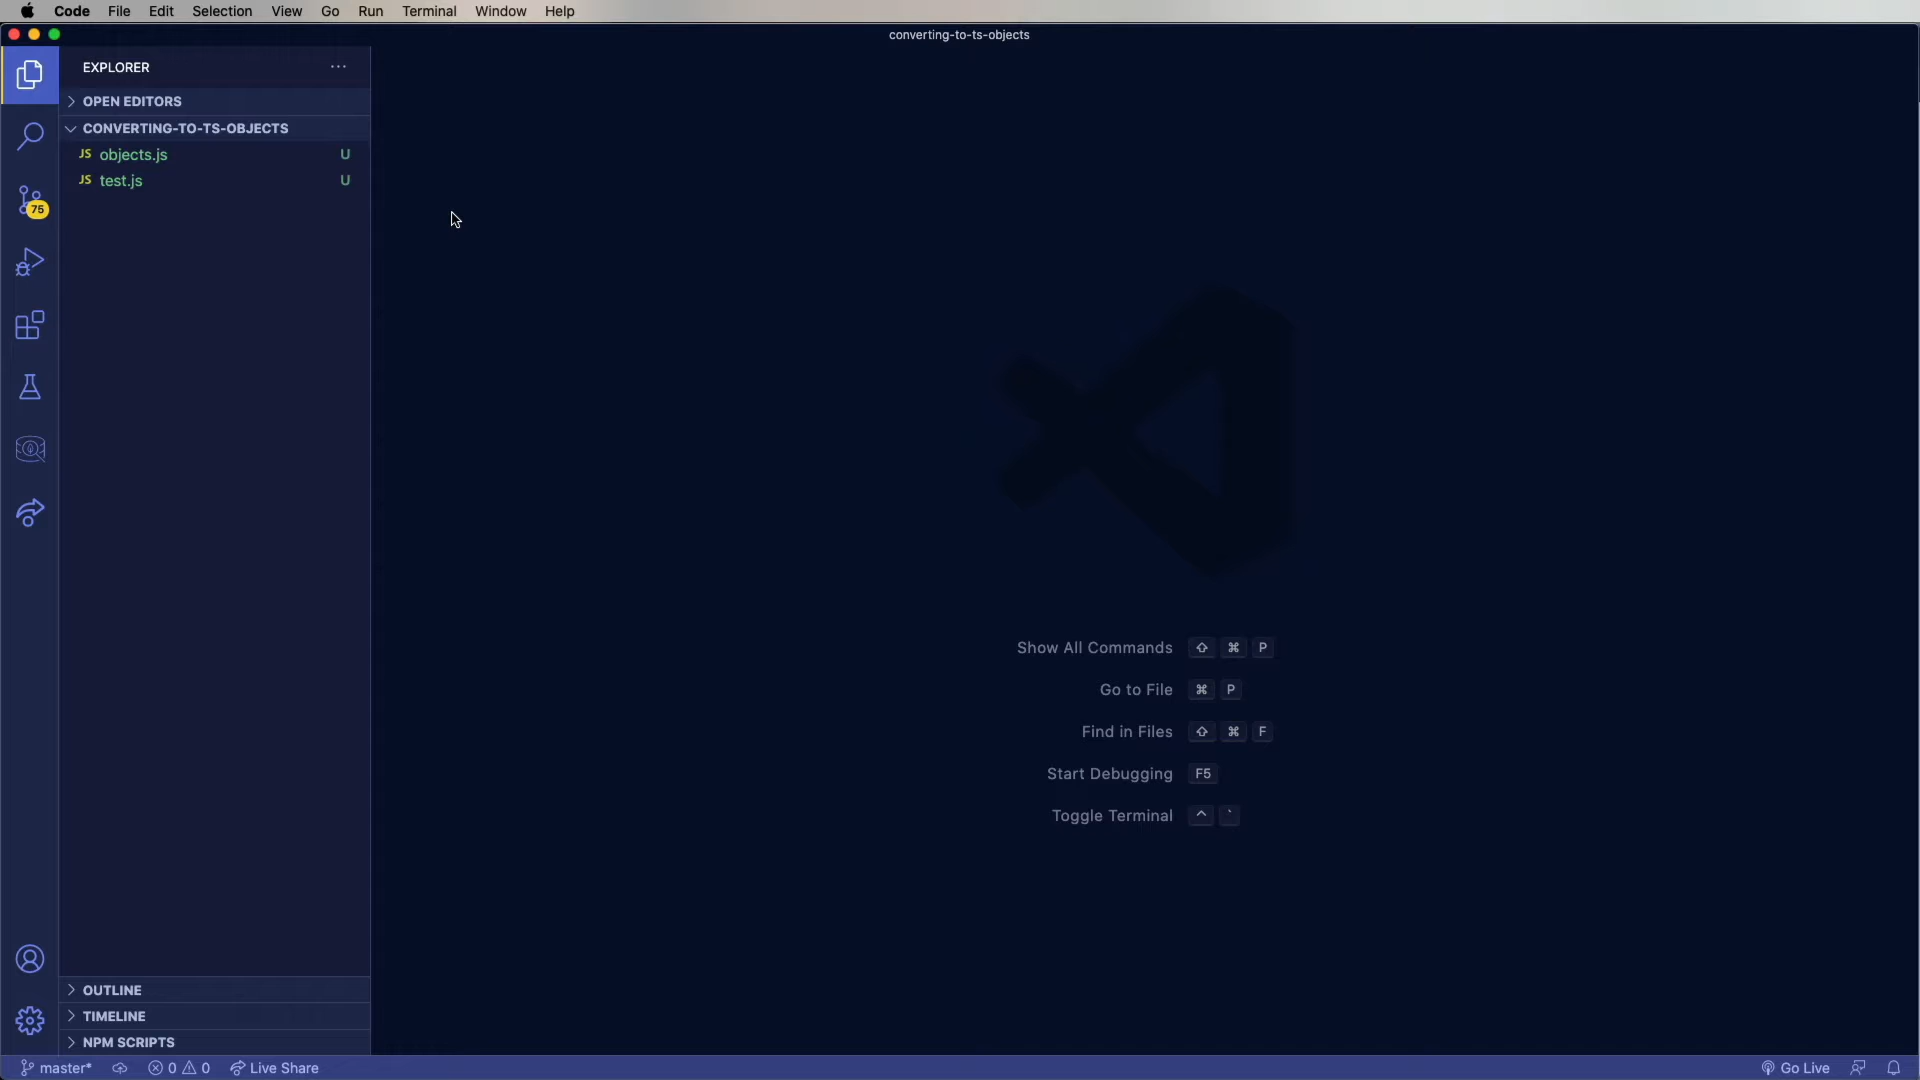 Code File Edit Selection View Go Run Terminal Window Help
converting-to-ts-objects
EXPLORER ...
OPEN EDITORS
CONVERTING-TO-TS-OBJECTS
JS objects.js U
JS test.js U
75
Show All Commands ⇧ ⌘ P
Go to File ⌘ P
Find in Files ⇧ ⌘ F
Start Debugging F5
Toggle Terminal ^ `
OUTLINE
TIMELINE
NPM SCRIPTS
master* 0 0 Live Share Go Live